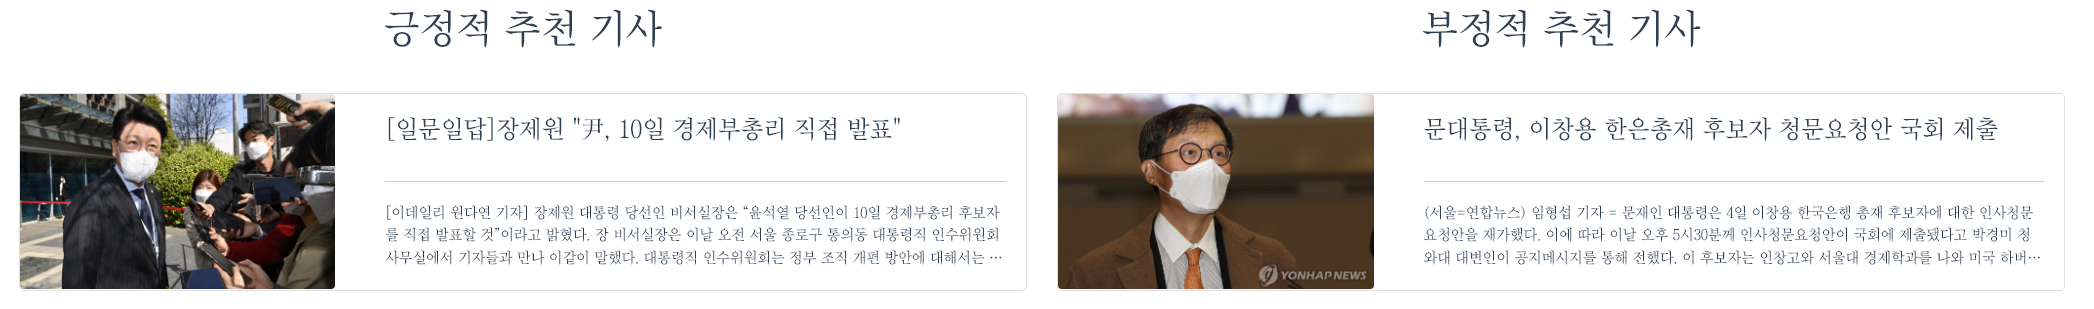 긍정적 추천 기사
[일문일답]장제원 "尹, 10일 경제부총리 직접 발표"
[이데일리 원다연 기자] 장제원 대통령 당선인 비서실장은 “윤석열 당선인이 10일 경제부총리 후보자
를 직접 발표할 것”이라고 밝혔다. 장 비서실장은 이날 오전 서울 종로구 통의동 대통령직 인수위원회
사무실에서 기자들과 만나 이같이 말했다. 대통령직 인수위원회는 정부 조직 개편 방안에 대해서는 …
부정적 추천 기사
문대통령, 이창용 한은총재 후보자 청문요청안 국회 제출
(서울=연합뉴스) 임형섭 기자 = 문재인 대통령은 4일 이창용 한국은행 총재 후보자에 대한 인사청문
요청안을 재가했다. 이에 따라 이날 오후 5시30분께 인사청문요청안이 국회에 제출됐다고 박경미 청
와대 대변인이 공지메시지를 통해 전했다. 이 후보자는 인창고와 서울대 경제학과를 나와 미국 하버…
YONHAP NEWS